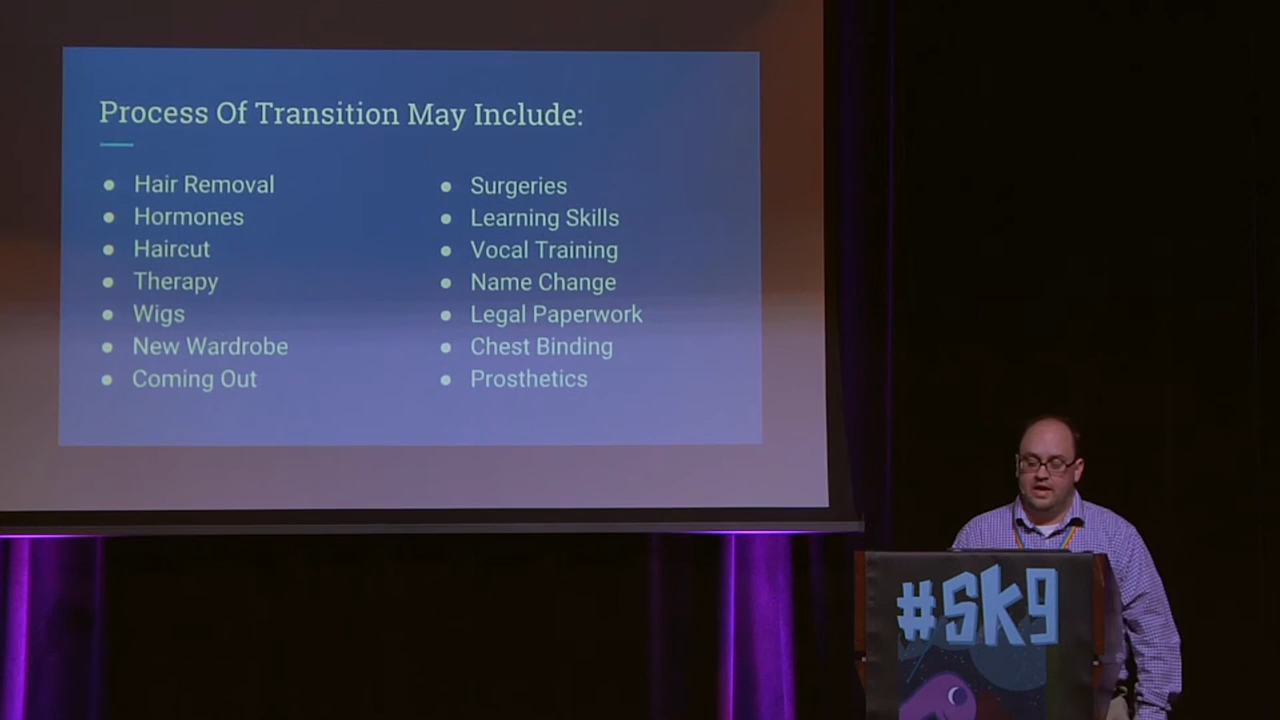 Process Of Transition May Include:
● Hair Removal
● Hormones
● Haircut
● Therapy
● Wigs
● New Wardrobe
● Coming Out
● Surgeries
● Learning Skills
● Vocal Training
● Name Change
● Legal Paperwork
● Chest Binding
● Prosthetics
#SK9